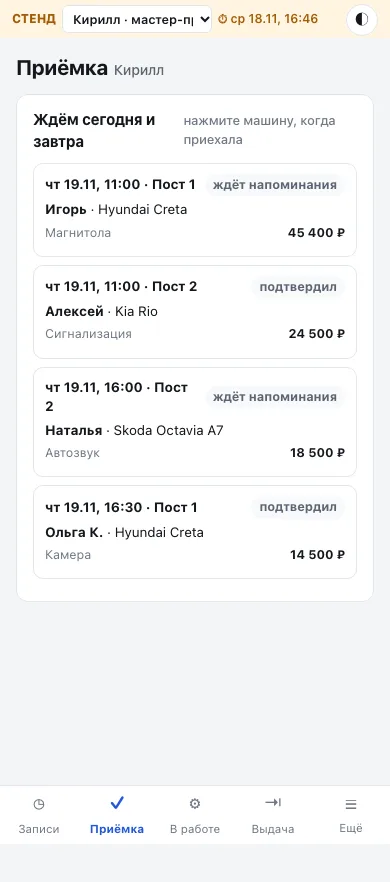 СТЕНД Кирилл · мастер-п ⏱ ср 18.11, 16:46
Приёмка Кирилл
Ждём сегодня и завтра
нажмите машину, когда приехала
чт 19.11, 11:00 · Пост 1 ждёт напоминания
Игорь · Hyundai Creta
Магнитола 45 400 ₽
чт 19.11, 11:00 · Пост 2 подтвердил
Алексей · Kia Rio
Сигнализация 24 500 ₽
чт 19.11, 16:00 · Пост 2 ждёт напоминания
Наталья · Skoda Octavia A7
Автозвук 18 500 ₽
чт 19.11, 16:30 · Пост 1 подтвердил
Ольга К. · Hyundai Creta
Камера 14 500 ₽
Записи Приёмка В работе Выдача Ещё